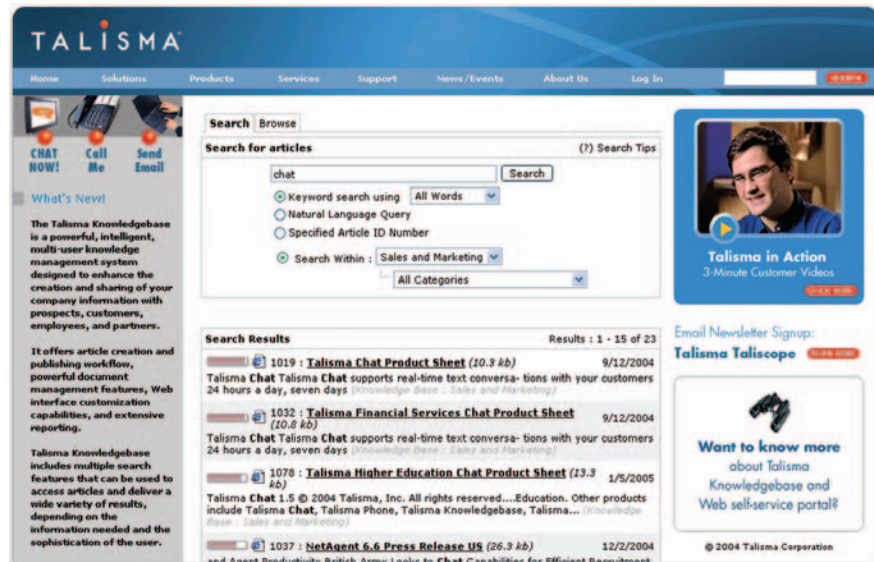 TALISMA
Home Solutions Products Services Support News/Events About Us Log In
CHAT NOW! Call Me Send Email
What's New!
The Talisma Knowledgebase
is a powerful, intelligent,
multi-user knowledge
management system
designed to enhance the
creation and sharing of your
company information with
prospects, customers,
employees, and partners.
It offers article creation and
publishing workflow,
powerful document
management features, Web
interface customization
capabilities, and extensive
reporting.
Talisma Knowledgebase
includes multiple search
features that can be used to
access articles and deliver a
wide variety of results,
depending on the
information needed and the
sophistication of the user.
Search Browse
Search for articles (?) Search Tips
chat Search
Keyword search using All Words
Natural Language Query
Specified Article ID Number
Search Within : Sales and Marketing
All Categories
Search Results Results : 1 - 15 of 23
1019 : Talisma Chat Product Sheet (10.3 kb) 9/12/2004
Talisma Chat Talisma Chat supports real-time text conversa- tions with your customers
24 hours a day, seven days (Knowledge Base : Sales and Marketing)
1032 : Talisma Financial Services Chat Product Sheet
(10.8 kb) 9/12/2004
Talisma Chat Talisma Chat supports real-time text conversa- tions with your customers
24 hours a day, seven days (Knowledge Base : Sales and Marketing)
1078 : Talisma Higher Education Chat Product Sheet (13.3
kb) 1/5/2005
Talisma Chat 1.5 © 2004 Talisma, Inc. All rights reserved....Education. Other products
include Talisma Chat, Talisma Phone, Talisma Knowledgebase, Talisma... (Knowledge
Base : Sales and Marketing)
1037 : NetAgent 6.6 Press Release US (26.3 kb) 12/2/2004
and Agent Productivity British Army Looks to Chat Capabilities for Efficient Recruitment
Talisma in Action
3-Minute Customer Videos
Email Newsletter Signup:
Talisma Taliscope
Want to know more
about Talisma
Knowledgebase and
Web self-service portal?
© 2004 Talisma Corporation